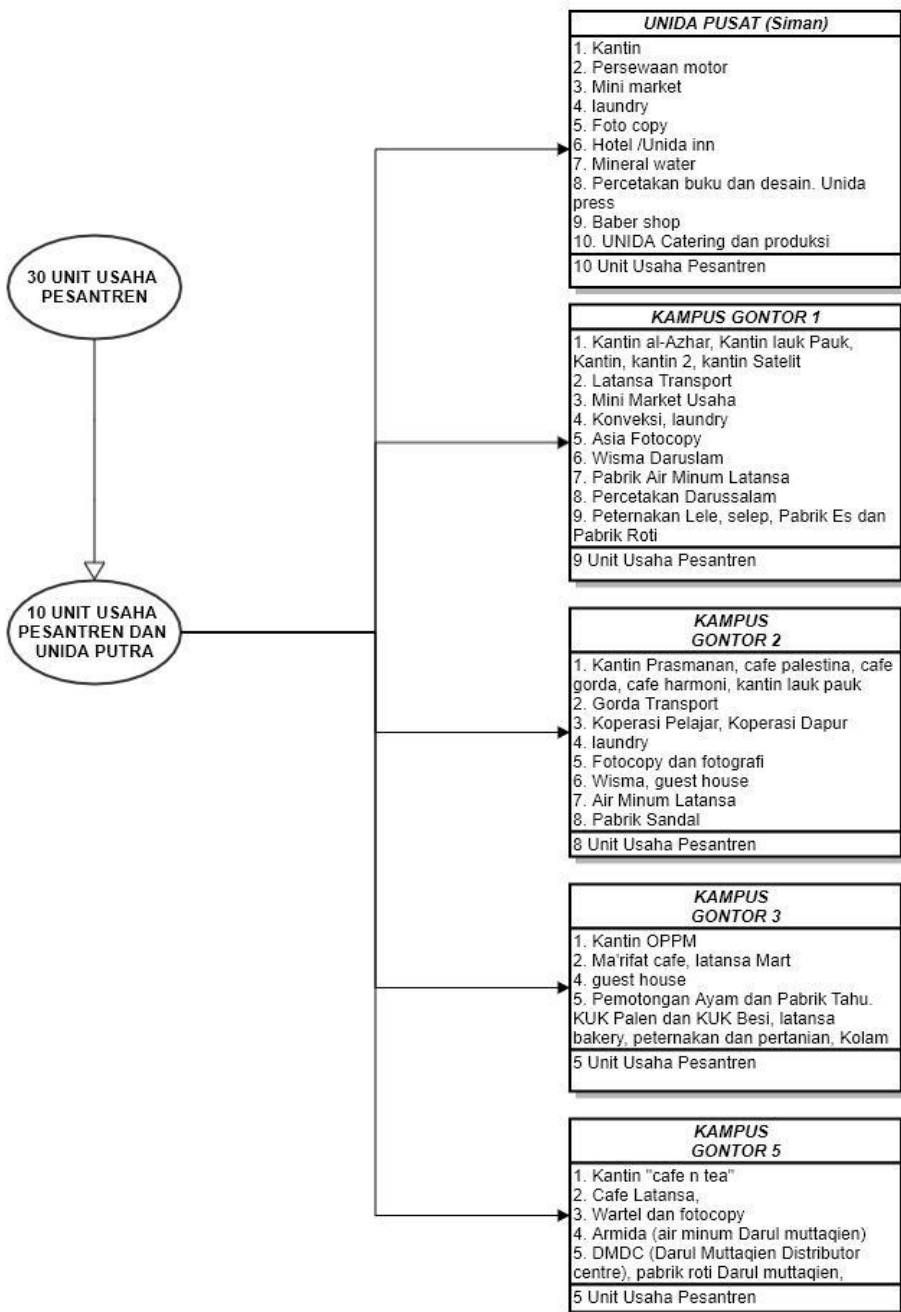 30 UNIT USAHA
PESANTREN
10 UNIT USAHA
PESANTREN DAN
UNIDA PUTRA
UNIDA PUSAT (Siman)
1. Kantin
2. Persewaan motor
3. Mini market
4. laundry
5. Foto copy
6. Hotel /Unida inn
7. Mineral water
8. Percetakan buku dan desain. Unida
press
9. Baber shop
10. UNIDA Catering dan produksi
10 Unit Usaha Pesantren
KAMPUS GONTOR 1
1. Kantin al-Azhar, Kantin lauk Pauk,
Kantin, kantin 2, kantin Satelit
2. Latansa Transport
3. Mini Market Usaha
4. Konveksi, laundry
5. Asia Fotocopy
6. Wisma Daruslam
7. Pabrik Air Minum Latansa
8. Percetakan Darussalam
9. Peternakan Lele, selep, Pabrik Es dan
Pabrik Roti
9 Unit Usaha Pesantren
KAMPUS
GONTOR 2
1. Kantin Prasmanan, cafe palestina, cafe
gorda, cafe harmoni, kantin lauk pauk
2. Gorda Transport
3. Koperasi Pelajar, Koperasi Dapur
4. laundry
5. Fotocopy dan fotografi
6. Wisma, guest house
7. Air Minum Latansa
8. Pabrik Sandal
8 Unit Usaha Pesantren
KAMPUS
GONTOR 3
1. Kantin OPPM
2. Ma'rifat cafe, latansa Mart
4. guest house
5. Pemotongan Ayam dan Pabrik Tahu.
KUK Palen dan KUK Besi, latansa
bakery, peternakan dan pertanian, Kolam
5 Unit Usaha Pesantren
KAMPUS
GONTOR 5
1. Kantin "cafe n tea"
2. Cafe Latansa,
3. Wartel dan fotocopy
4. Armida (air minum Darul muttaqien)
5. DMDC (Darul Muttaqien Distributor
centre), pabrik roti Darul muttaqien,
5 Unit Usaha Pesantren